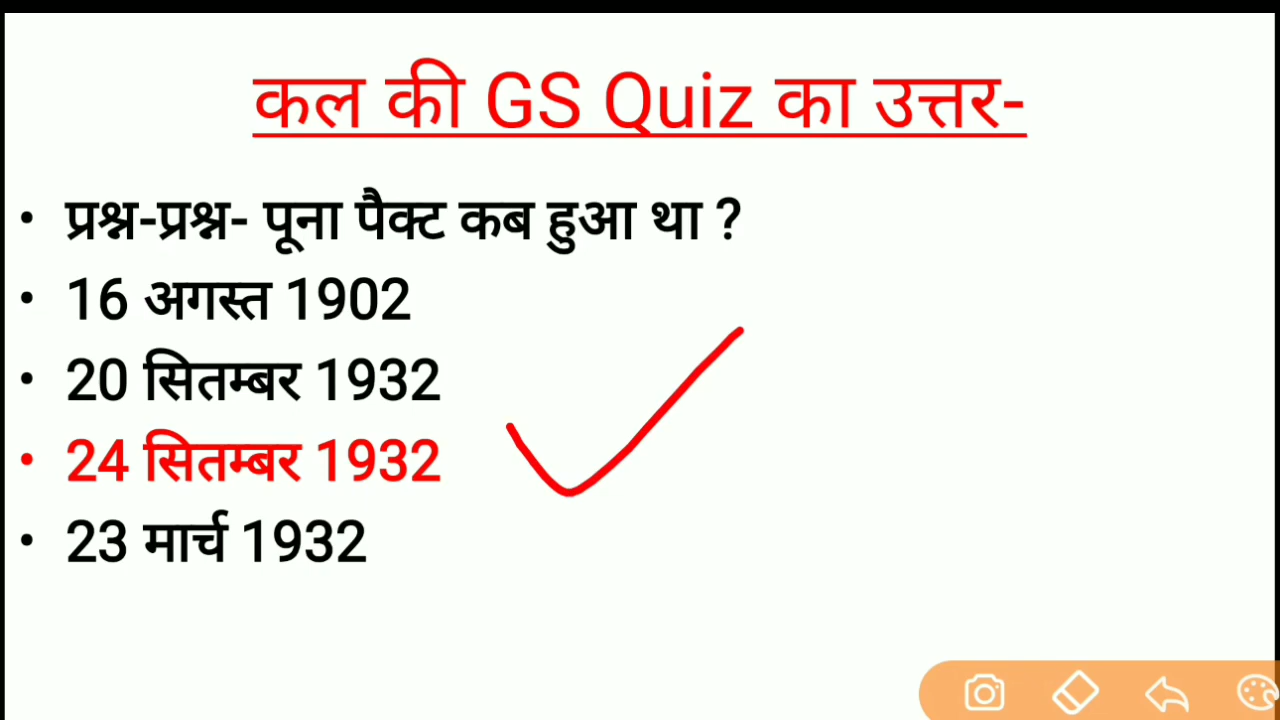 कल की GS Quiz का उत्तर-
• प्रश्न-प्रश्न- पूना पैक्ट कब हुआ था ?
• 16 अगस्त 1902
• 20 सितम्बर 1932
• 24 सितम्बर 1932
• 23 मार्च 1932